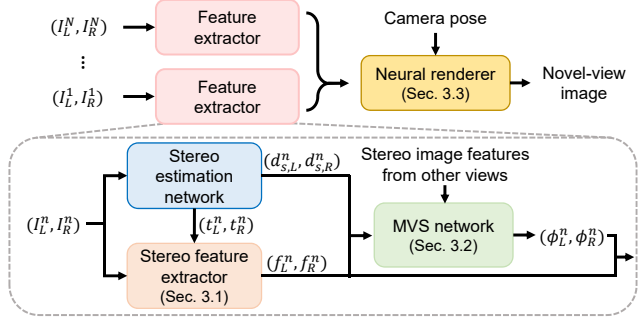 (I_L^N, I_R^N)
Feature
extractor
⋮
(I_L^1, I_R^1)
Feature
extractor
Camera pose
Neural renderer
(Sec. 3.3)
Novel-view
image
(I_L^n, I_R^n)
Stereo
estimation
network
(d_{s,L}^n, d_{s,R}^n)
(t_L^n, t_R^n)
Stereo feature
extractor
(Sec. 3.1)
(f_L^n, f_R^n)
Stereo image features
from other views
MVS network
(Sec. 3.2)
(ϕ_L^n, ϕ_R^n)